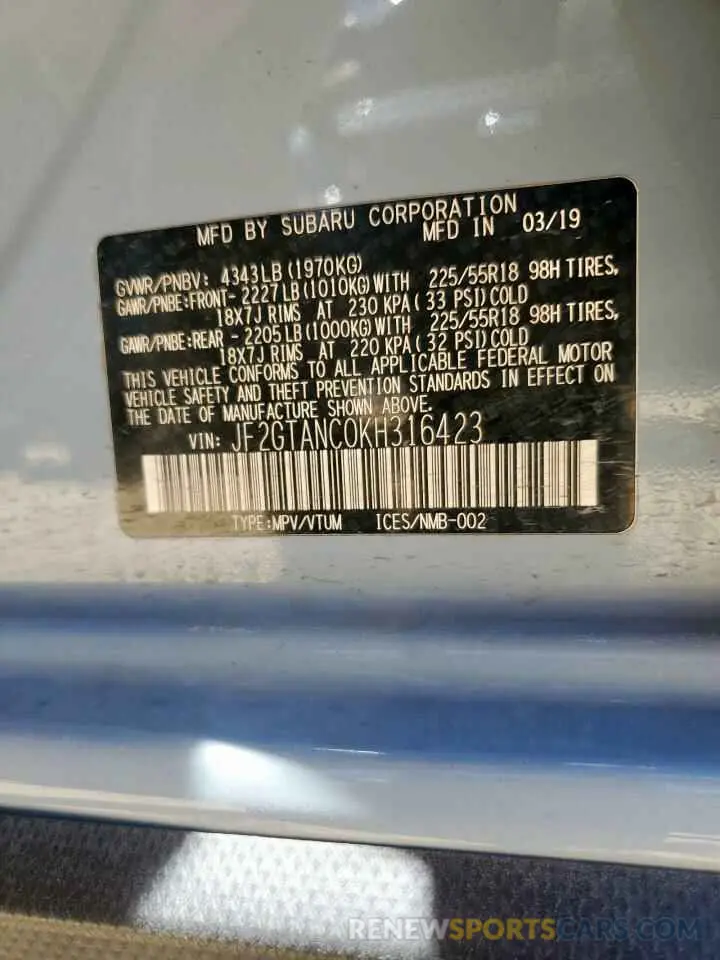 MFD BY SUBARU CORPORATION
MFD IN 03/19
GVWR/PNBV: 4343LB(1970KG)
GAWR/PNBE:FRONT- 2227LB(1010KG)WITH 225/55R18 98H TIRES,
18X7J RIMS AT 230 KPA(33 PSI)COLD
GAWR/PNBE:REAR - 2205LB(1000KG)WITH 225/55R18 98H TIRES,
18X7J RIMS AT 220 KPA(32 PSI)COLD
THIS VEHICLE CONFORMS TO ALL APPLICABLE FEDERAL MOTOR
VEHICLE SAFETY AND THEFT PREVENTION STANDARDS IN EFFECT ON
THE DATE OF MANUFACTURE SHOWN ABOVE.
VIN: JF2GTANC0KH316423
TYPE:MPV/VTUM ICES/NMB-002
RENEWSPORTSCARS.COM